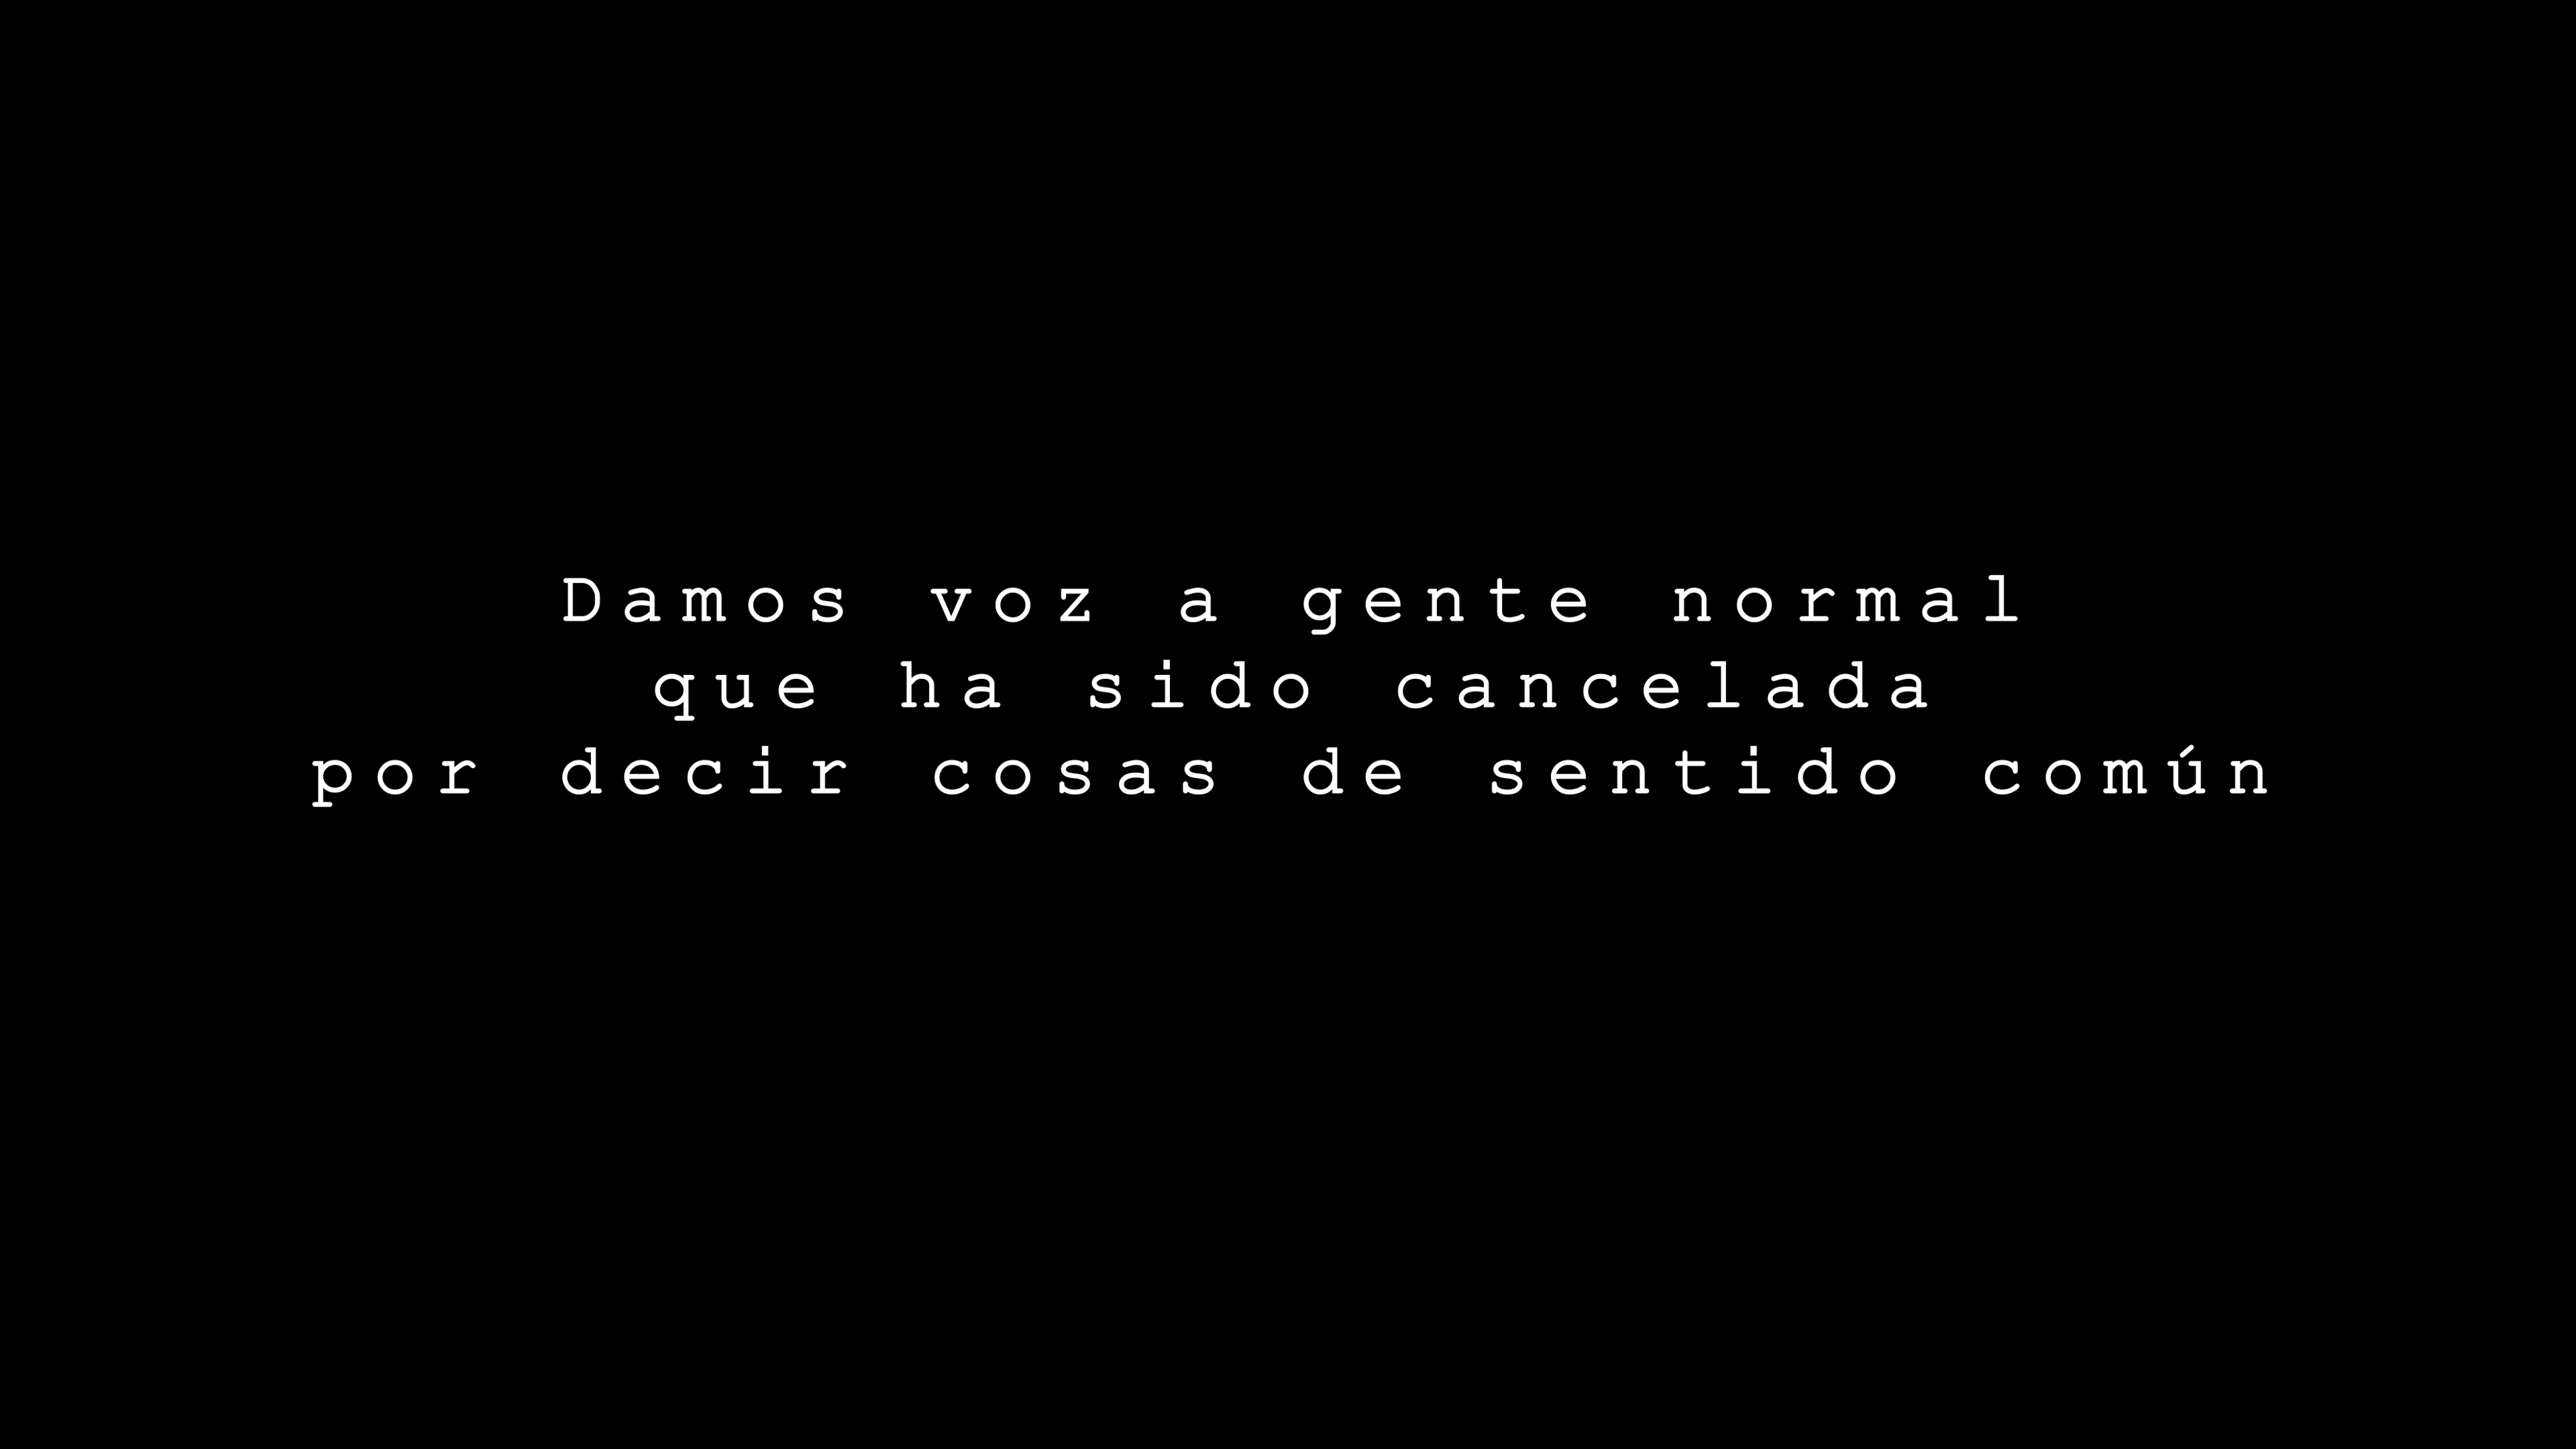 Damos voz a gente normal
que ha sido cancelada
por decir cosas de sentido común